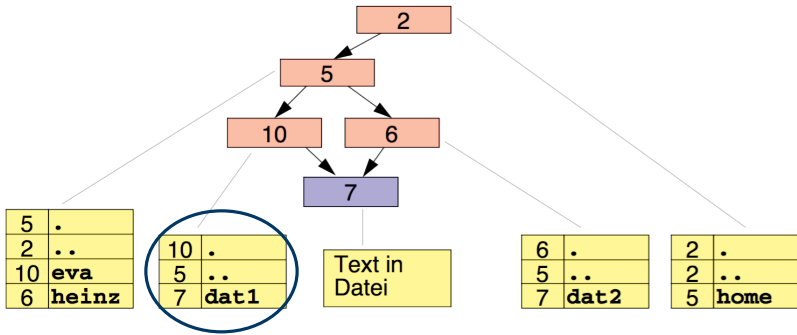 2
5
10 6
7
5 .
2 ..
10 eva
6 heinz
10 .
5 ..
7 dat1
Text in
Datei
6 .
5 ..
7 dat2
2 .
2 ..
5 home